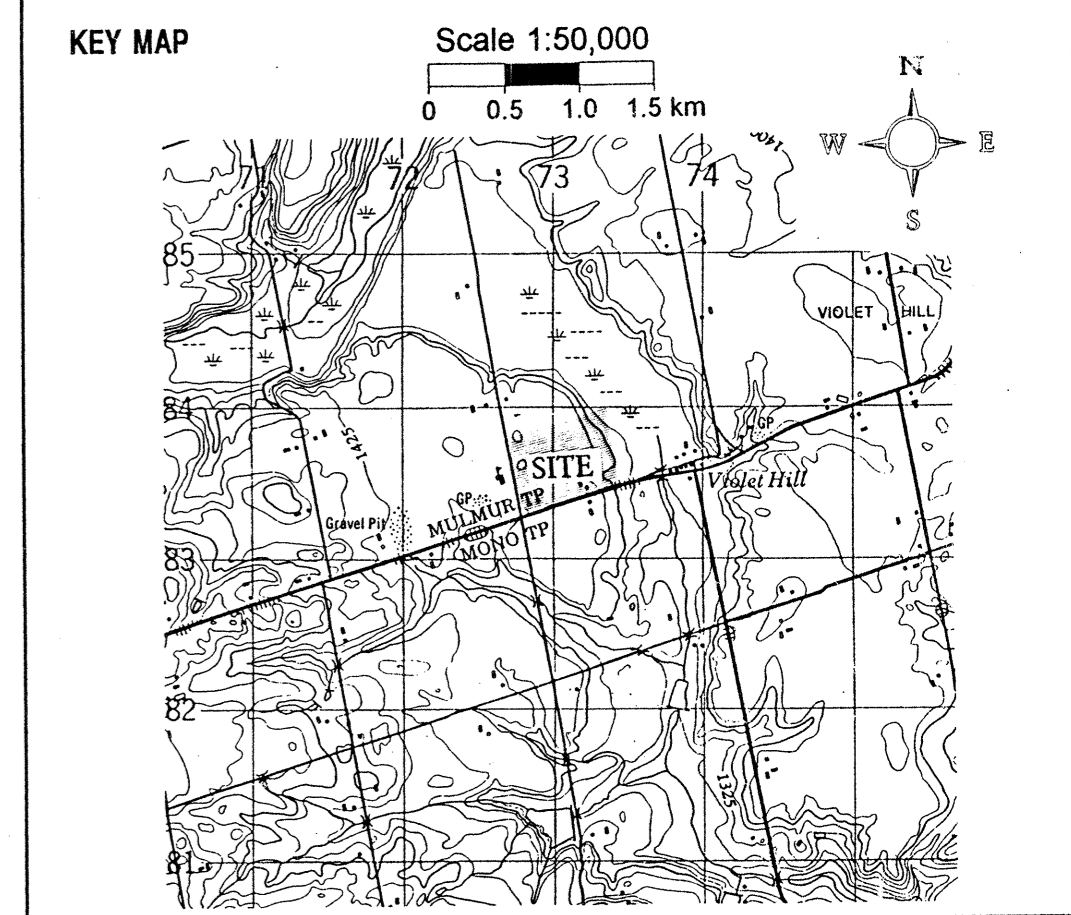 KEY MAP
Scale 1:50,000
0 0.5 1.0 1.5 km
N
W E
S
71 72 73 74
1400
85
VIOLET HILL
84
1425
GP
SITE
Violet Hill
GP
MULMUR TP
Gravel Pit
MONO TP
83
82
1325
81